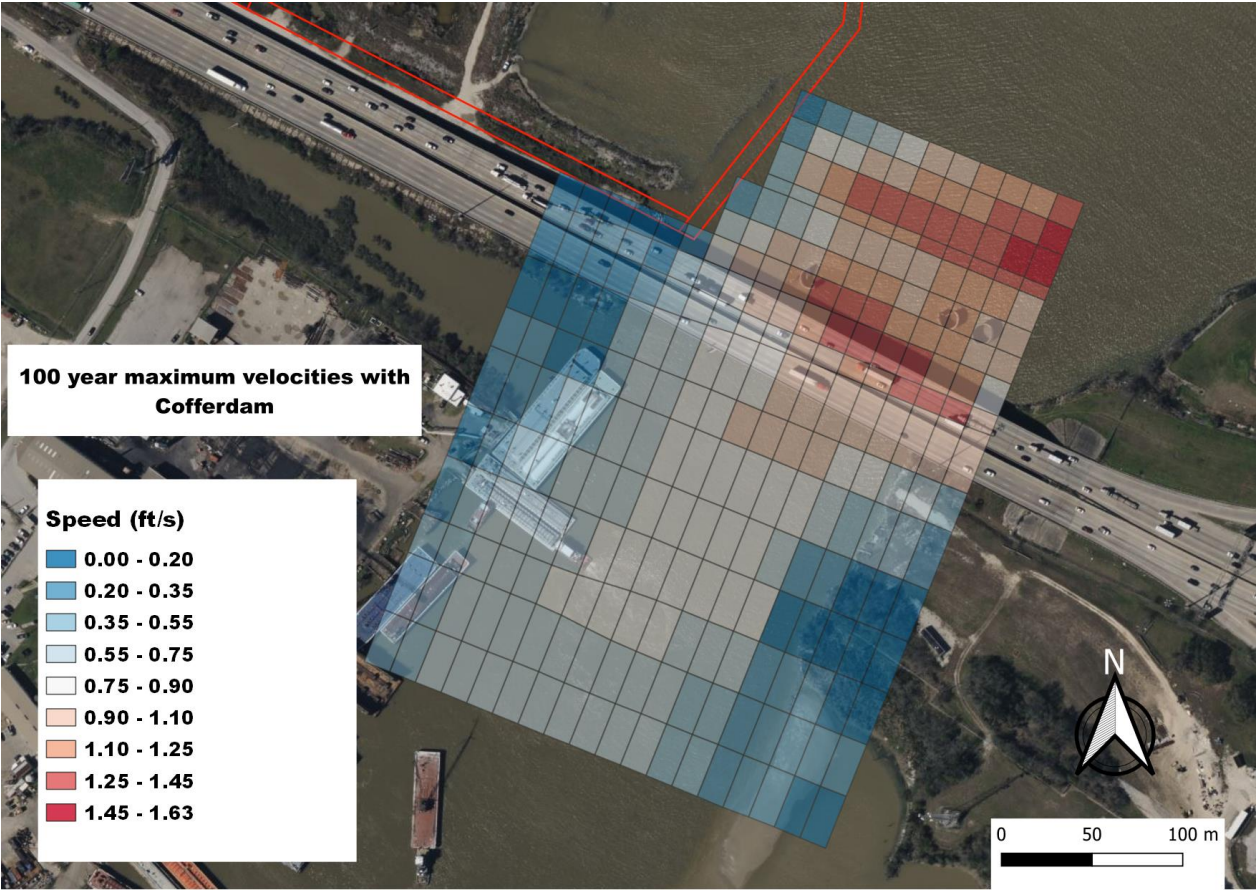 100 year maximum velocities with
Cofferdam
Speed (ft/s)
0.00 - 0.20
0.20 - 0.35
0.35 - 0.55
0.55 - 0.75
0.75 - 0.90
0.90 - 1.10
1.10 - 1.25
1.25 - 1.45
1.45 - 1.63
N
0 50 100 m